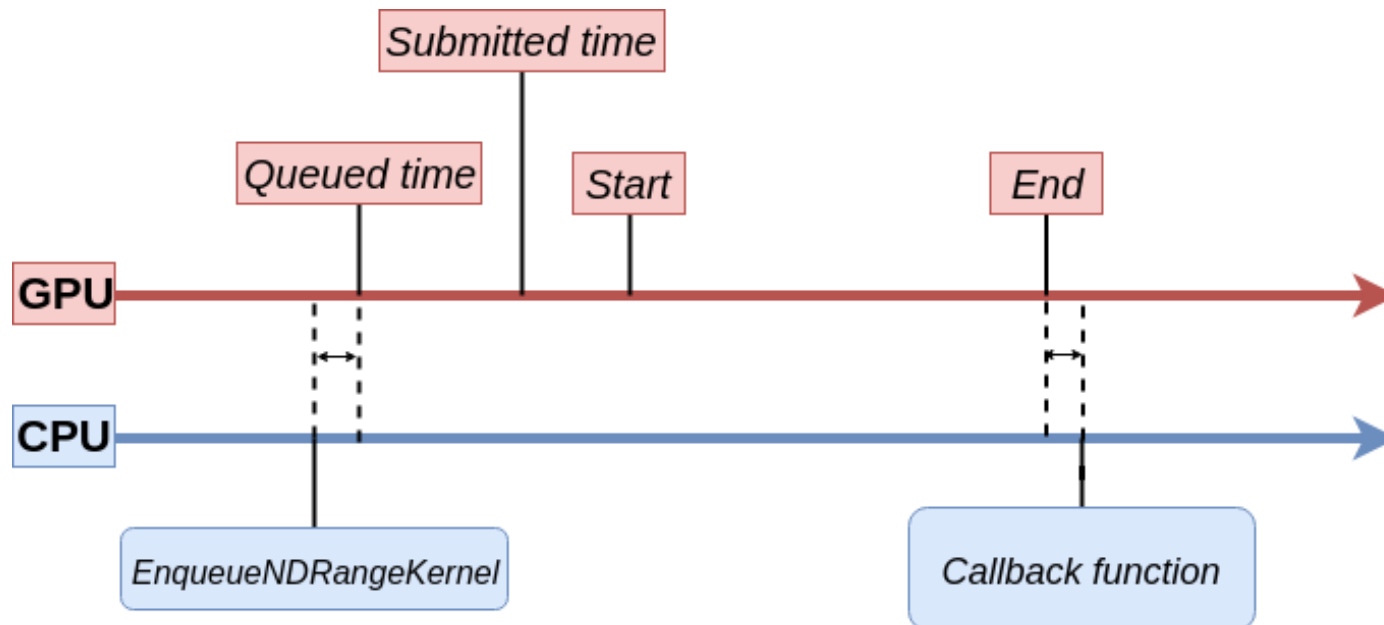 Submitted time
Queued time
Start
End
GPU
CPU
EnqueueNDRangeKernel
Callback function